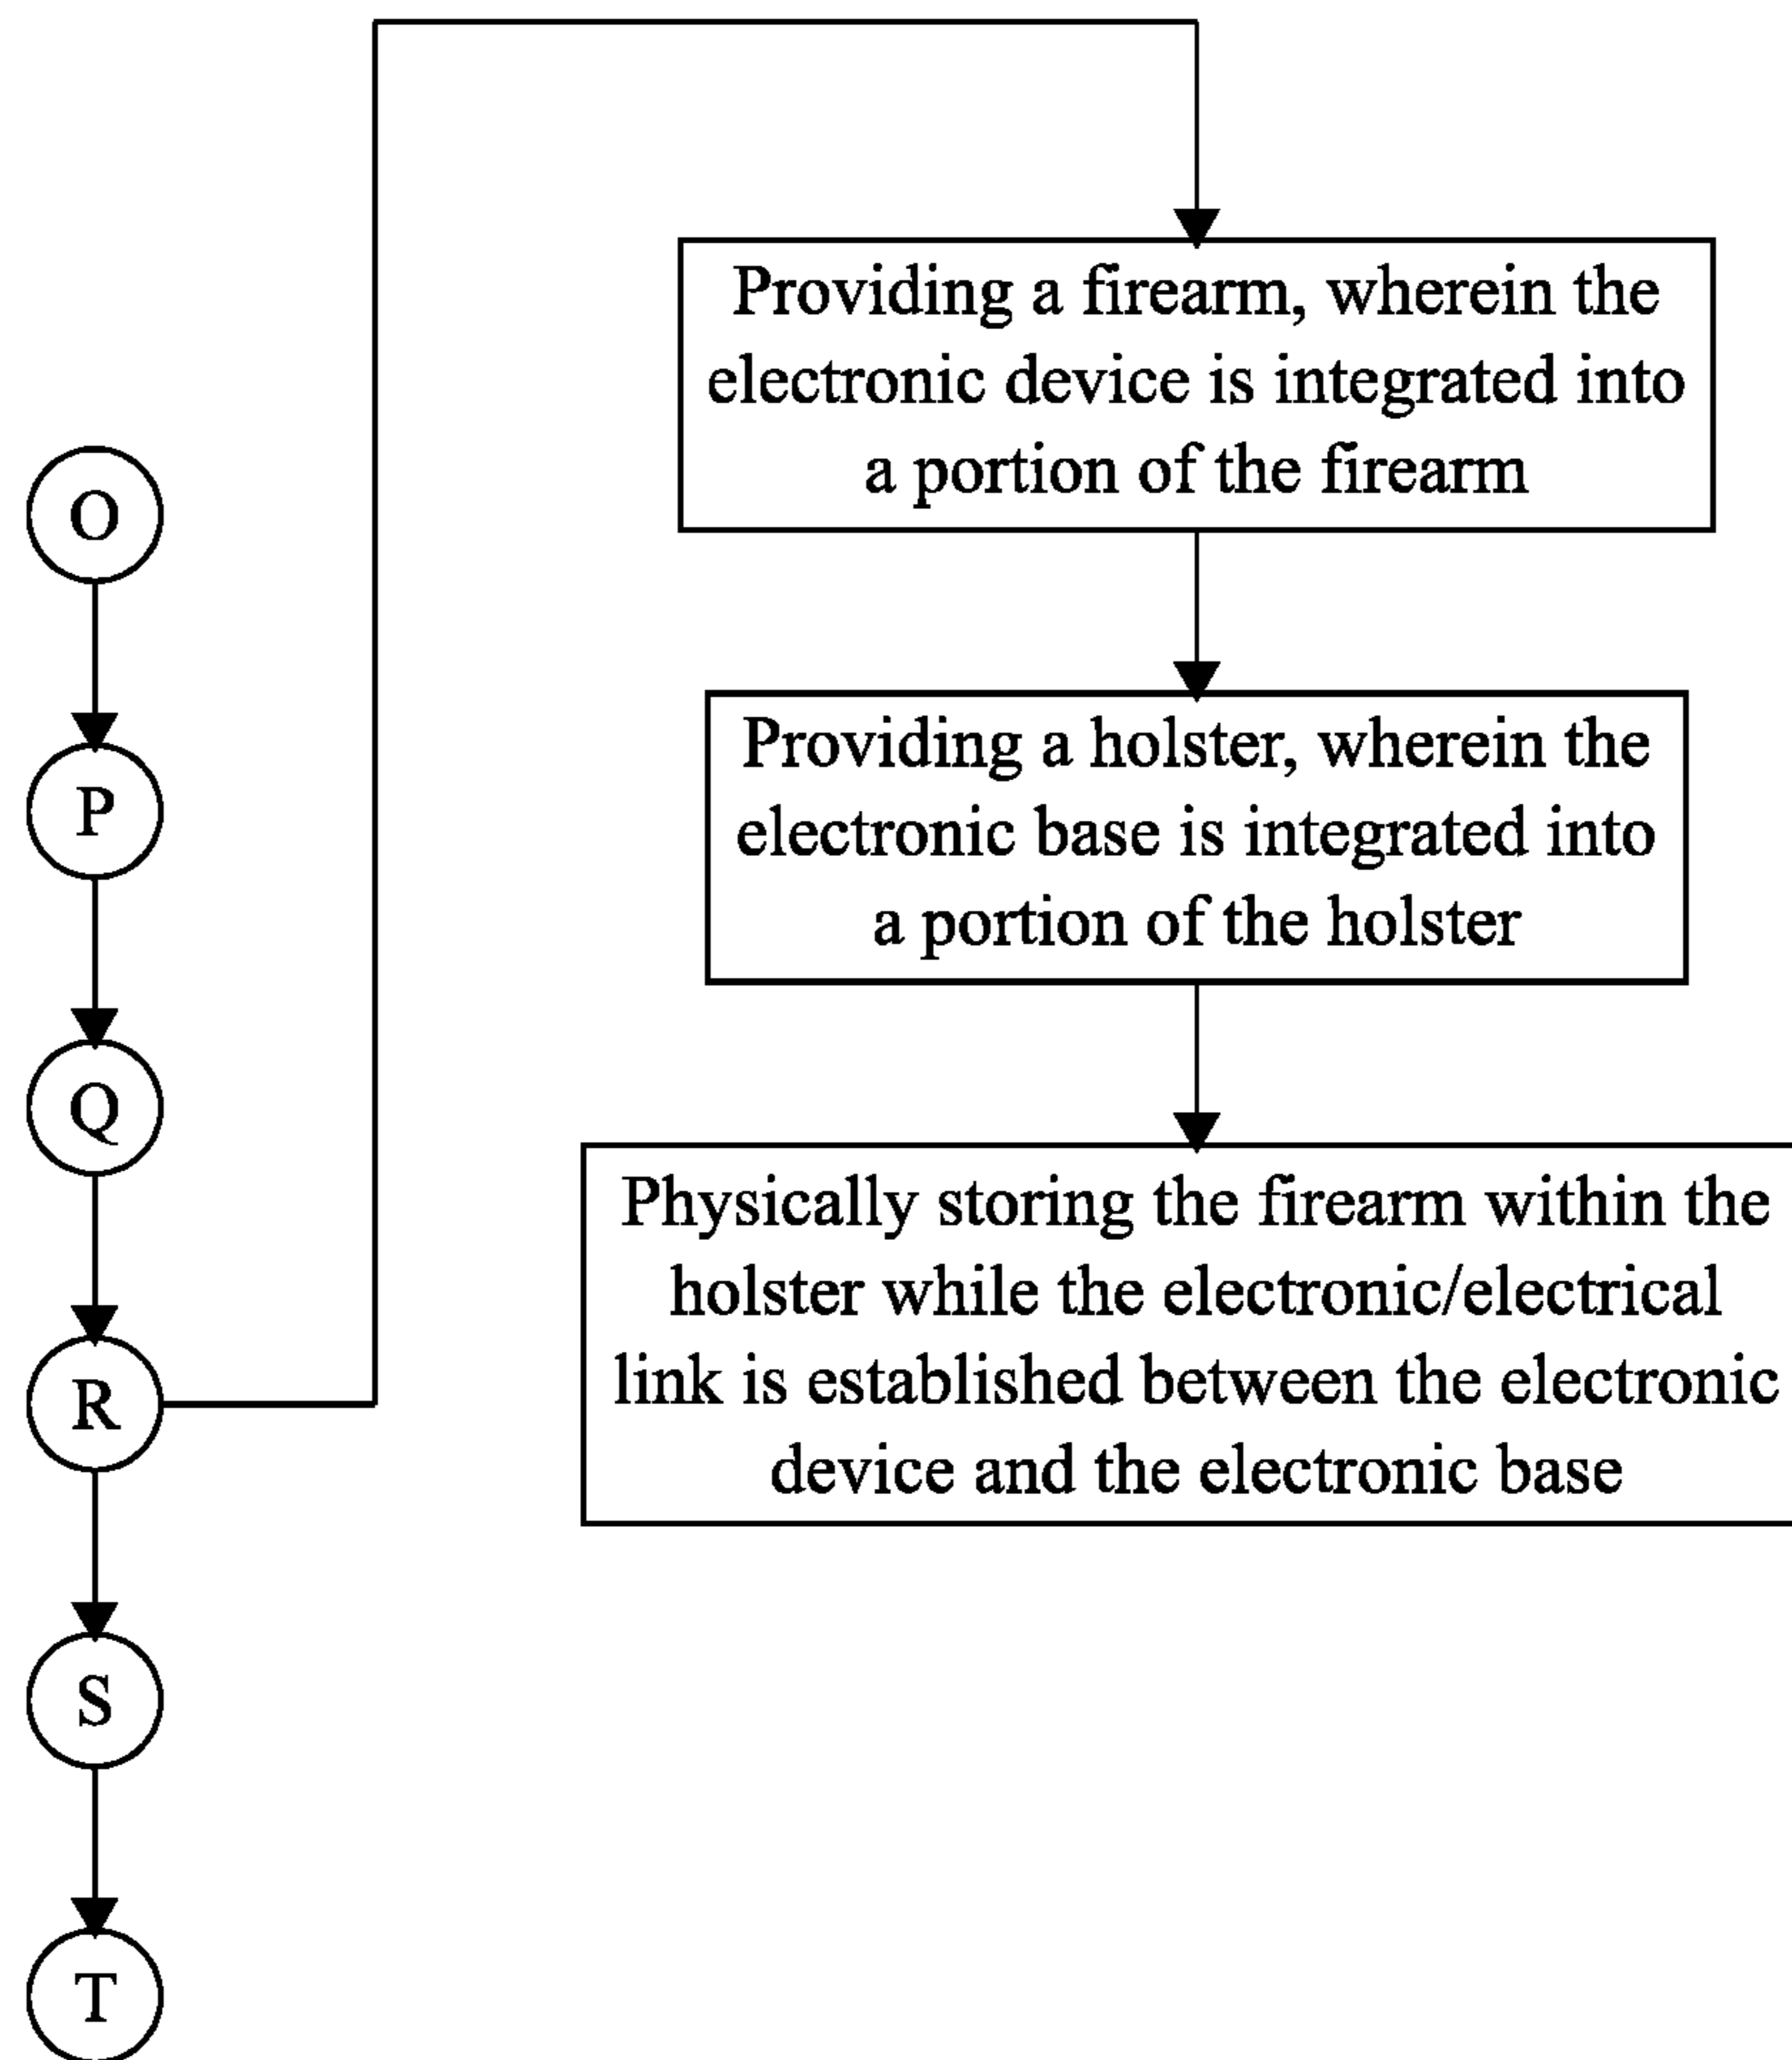 O
P
Q
R
S
T
Providing a firearm, wherein the
electronic device is integrated into
a portion of the firearm
Providing a holster, wherein the
electronic base is integrated into
a portion of the holster
Physically storing the firearm within the
holster while the electronic/electrical
link is established between the electronic
device and the electronic base